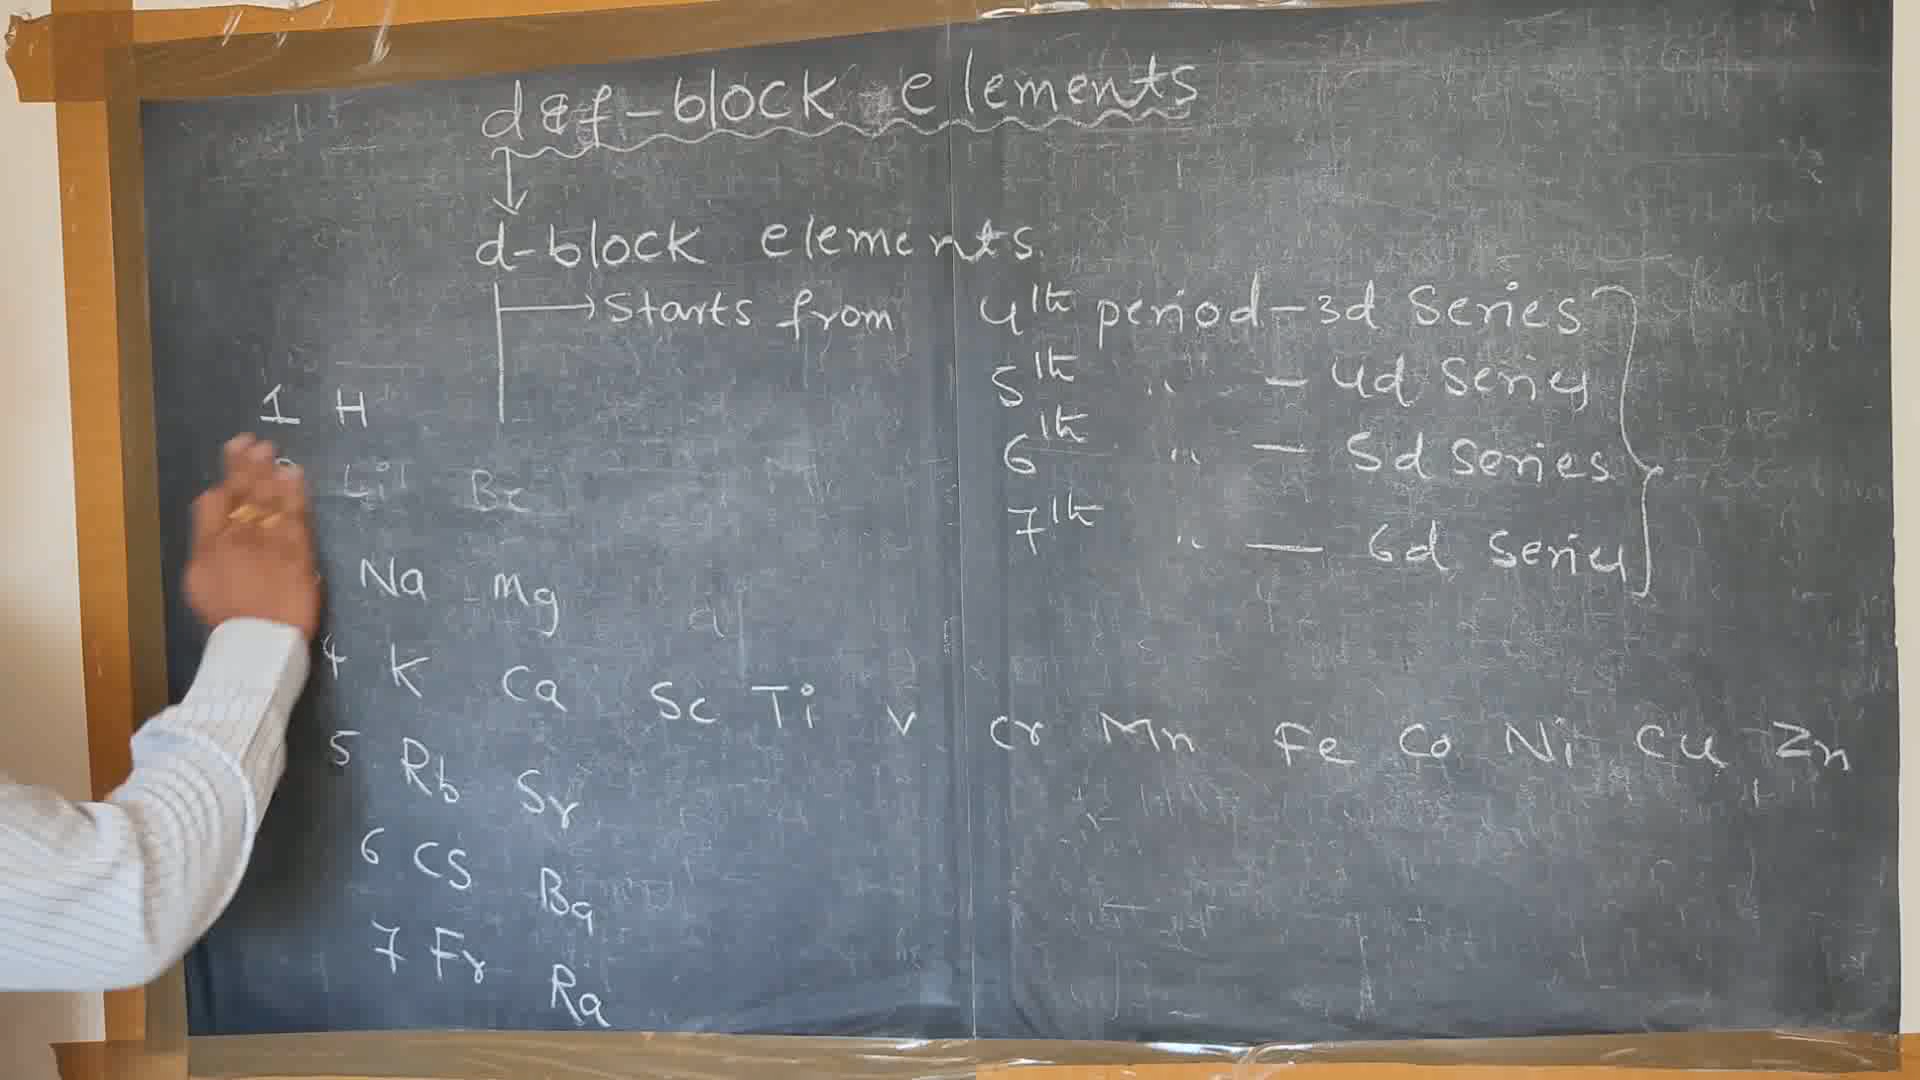 d & f - block elements
d-block elements.
Starts from 4th period - 3d Series
5th " - 4d Series
6th " - 5d Series
7th " - 6d Series
1 H
Li Be
Na Mg
4 K Ca Sc Ti V Cr Mn Fe Co Ni Cu Zn
5 Rb Sr
6 CS Ba
7 Fr Ra